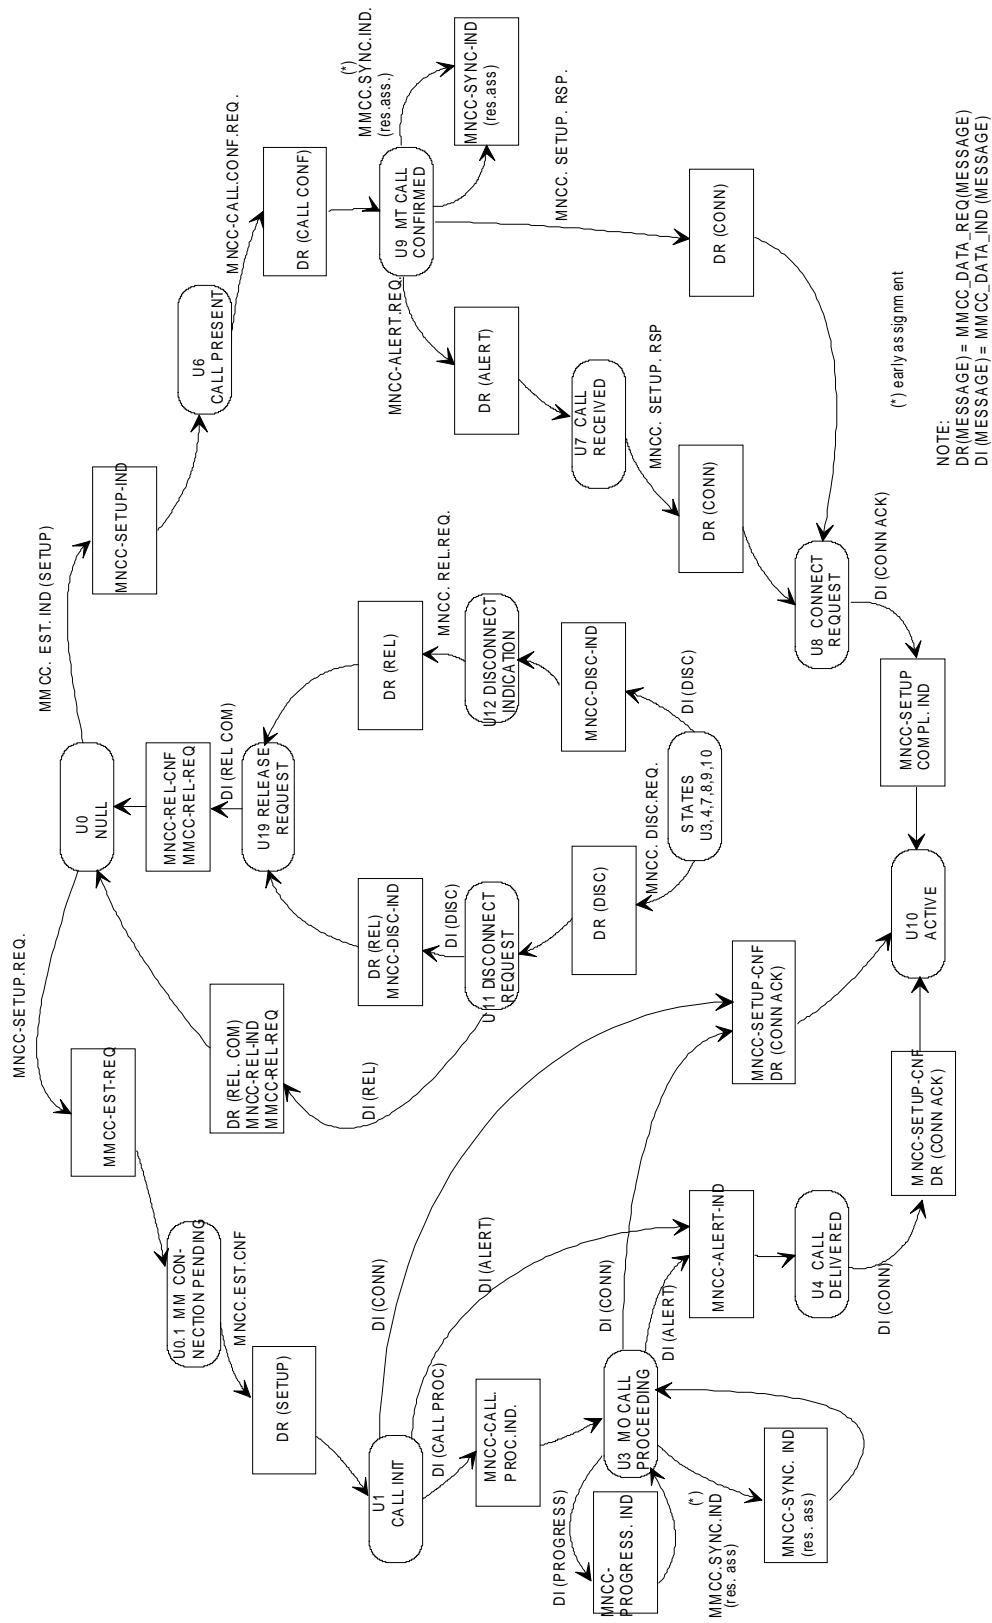 MNCC-SETUP.REQ.
MMCC-EST-REQ
U0.1 MM CON-
NECTION PENDING
MNCC.EST.CNF
DR (SETUP)
U1
CALL INIT
DI (CALL PROC)
MNCC-CALL.
PROC.IND.
DI (CONN)
DI (ALERT)
U3 MO CALL
PROCEEDING
DI (PROGRESS)
MNCC-
PROGRESS. IND
(*)
MMCC.SYNC.IND
(res. ass)
MNCC-SYNC. IND
(res. ass)
DI (CONN)
DI (ALERT)
MNCC-ALERT-IND
U4 CALL
DELIVERED
DI (CONN)
MNCC-SETUP-CNF
DR (CONN ACK)
MNCC-SETUP-CNF
DR (CONN ACK)
U10
ACTIVE
U0
NULL
DR (REL. COM)
MNCC-REL-IND
MMCC-REL-REQ
DI (REL)
MNCC-REL-CNF
MMCC-REL-REQ
DI (REL COM)
U19 RELEASE
REQUEST
DR (REL)
MNCC-DISC-IND
DI (DISC)
U11 DISCONNECT
REQUEST
DR (DISC)
MNCC. DISC.REQ.
STATES
U3,4,7,8,9,10
DI (DISC)
MNCC-DISC-IND
U12 DISCONNECT
INDICATION
MNCC. REL.REQ.
DR (REL)
MMCC. EST. IND (SETUP)
MNCC-SETUP-IND
U6
CALL PRESENT
MNCC-CALL.CONF.REQ.
DR (CALL CONF)
U9 MT CALL
CONFIRMED
(*)
MMCC.SYNC.IND.
(res.ass.)
MNCC-SYNC-IND
(res.ass)
MNCC-ALERT.REQ.
DR (ALERT)
U7 CALL
RECEIVED
MNCC. SETUP. RSP
DR (CONN)
MNCC. SETUP. RSP.
DR (CONN)
U8 CONNECT
REQUEST
DI (CONN ACK)
MNCC-SETUP
COMPL. IND
(*) early assignment
NOTE:
DR(MESSAGE) = MMCC_DATA_REQ(MESSAGE)
DI (MESSAGE) = MMCC_DATA_IND (MESSAGE)